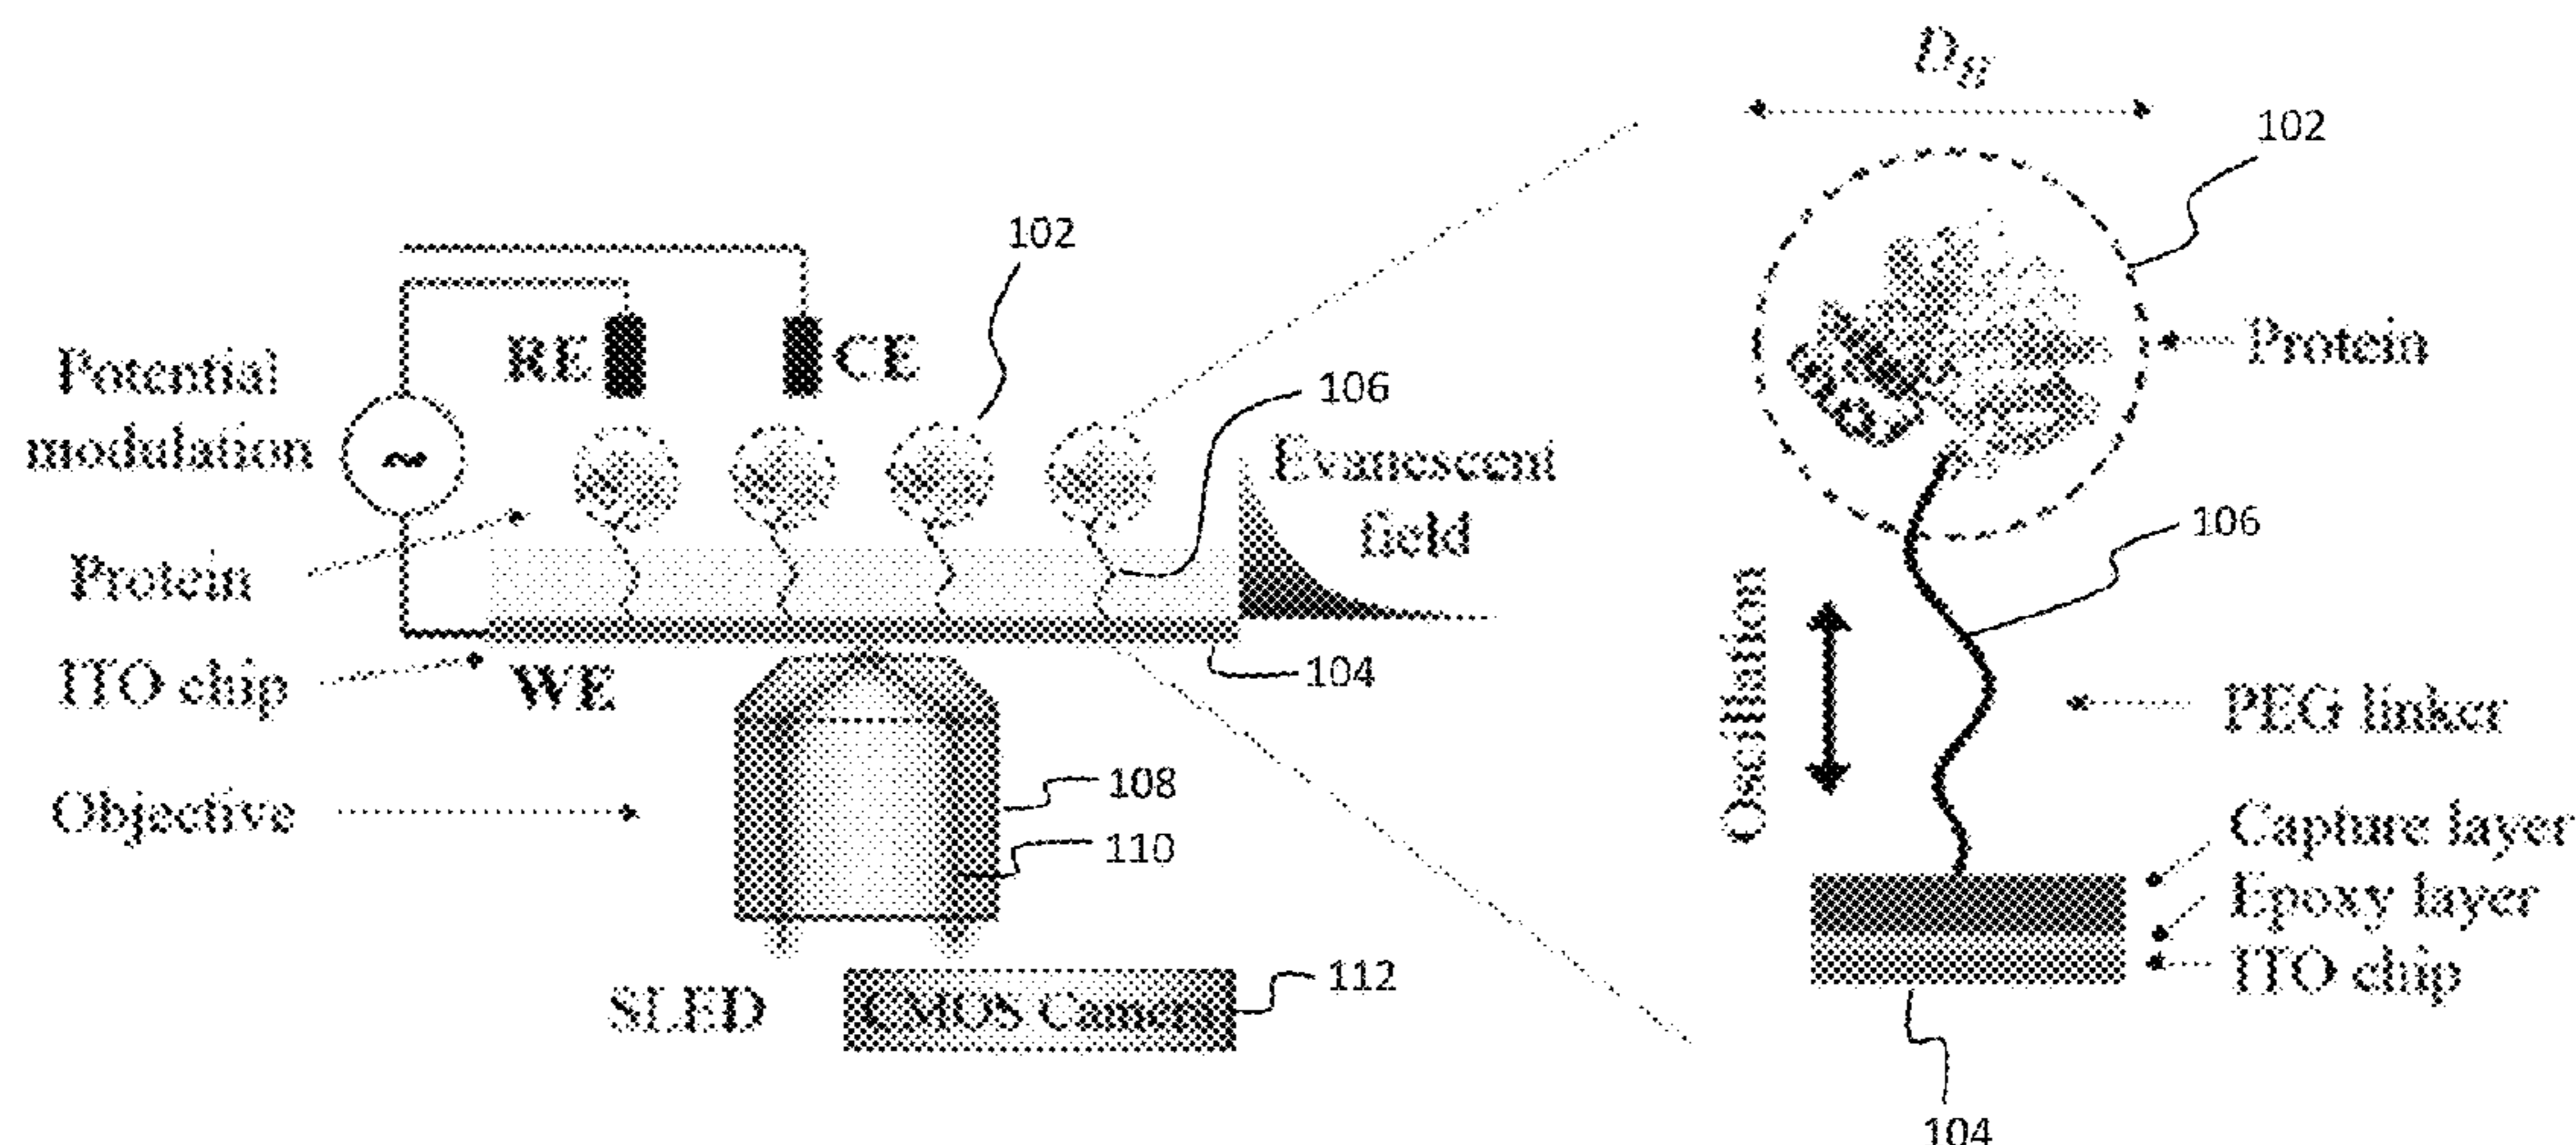 D_H
102
102
RE
CE
Potential
modulation
~
106
Protein
Evanescent
field
106
Protein
Oscillation
ITO chip
WE
104
PEG linker
Objective
108
110
Capture layer
Epoxy layer
ITO chip
SLED
CMOS Camera
112
104